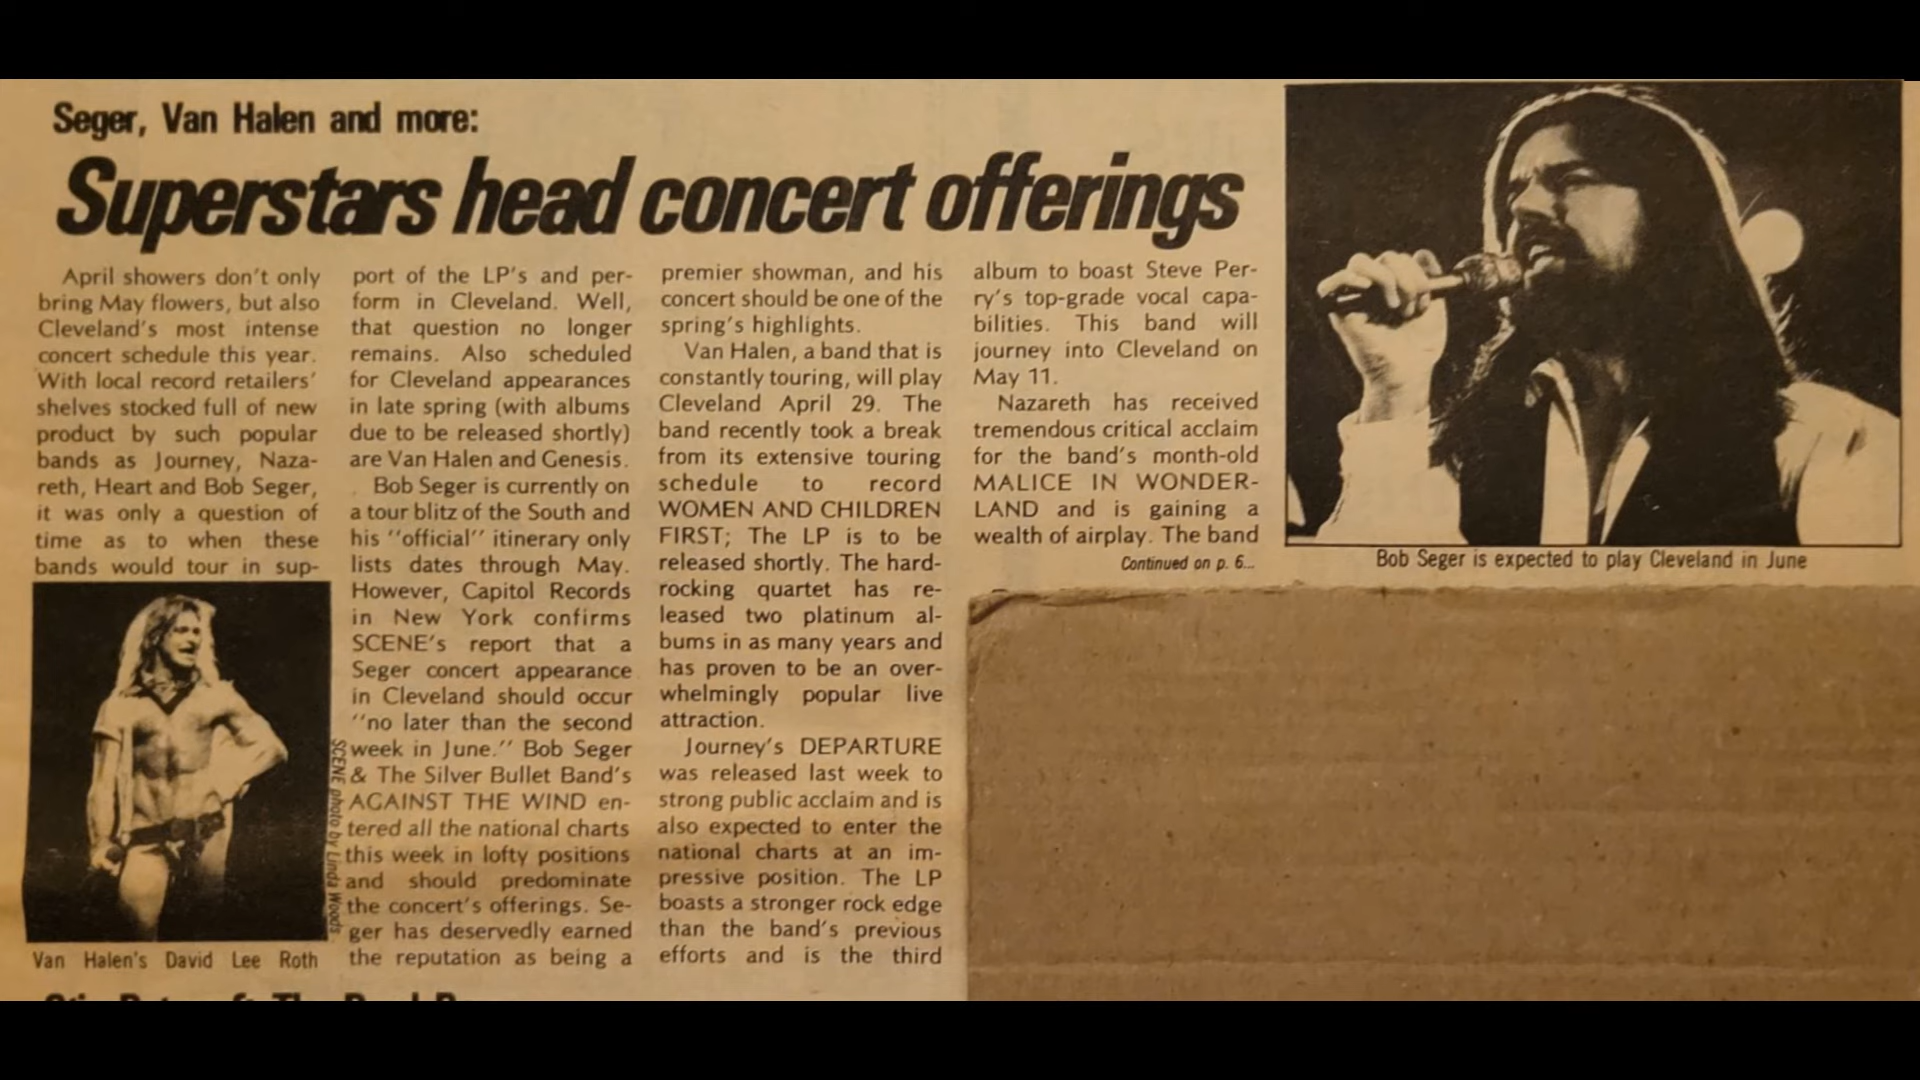 Seger, Van Halen and more:
Superstars head concert offerings
April showers don't only
bring May flowers, but also
Cleveland's most intense
concert schedule this year.
With local record retailers'
shelves stocked full of new
product by such popular
bands as Journey, Naza-
reth, Heart and Bob Seger,
it was only a question of
time as to when these
bands would tour in sup-
SCENE photo by Linda Woods.
Van Halen's David Lee Roth
port of the LP's and per-
form in Cleveland. Well,
that question no longer
remains. Also scheduled
for Cleveland appearances
in late spring (with albums
due to be released shortly)
are Van Halen and Genesis.
Bob Seger is currently on
a tour blitz of the South and
his ''official'' itinerary only
lists dates through May.
However, Capitol Records
in New York confirms
SCENE's report that a
Seger concert appearance
in Cleveland should occur
''no later than the second
week in June.'' Bob Seger
& The Silver Bullet Band's
AGAINST THE WIND en-
tered all the national charts
this week in lofty positions
and should predominate
the concert's offerings. Se-
ger has deservedly earned
the reputation as being a
premier showman, and his
concert should be one of the
spring's highlights.
Van Halen, a band that is
constantly touring, will play
Cleveland April 29. The
band recently took a break
from its extensive touring
schedule to record
WOMEN AND CHILDREN
FIRST; The LP is to be
released shortly. The hard-
rocking quartet has re-
leased two platinum al-
bums in as many years and
has proven to be an over-
whelmingly popular live
attraction.
Journey's DEPARTURE
was released last week to
strong public acclaim and is
also expected to enter the
national charts at an im-
pressive position. The LP
boasts a stronger rock edge
than the band's previous
efforts and is the third
album to boast Steve Per-
ry's top-grade vocal capa-
bilities. This band will
journey into Cleveland on
May 11.
Nazareth has received
tremendous critical acclaim
for the band's month-old
MALICE IN WONDER-
LAND and is gaining a
wealth of airplay. The band
Continued on p. 6...
Bob Seger is expected to play Cleveland in June